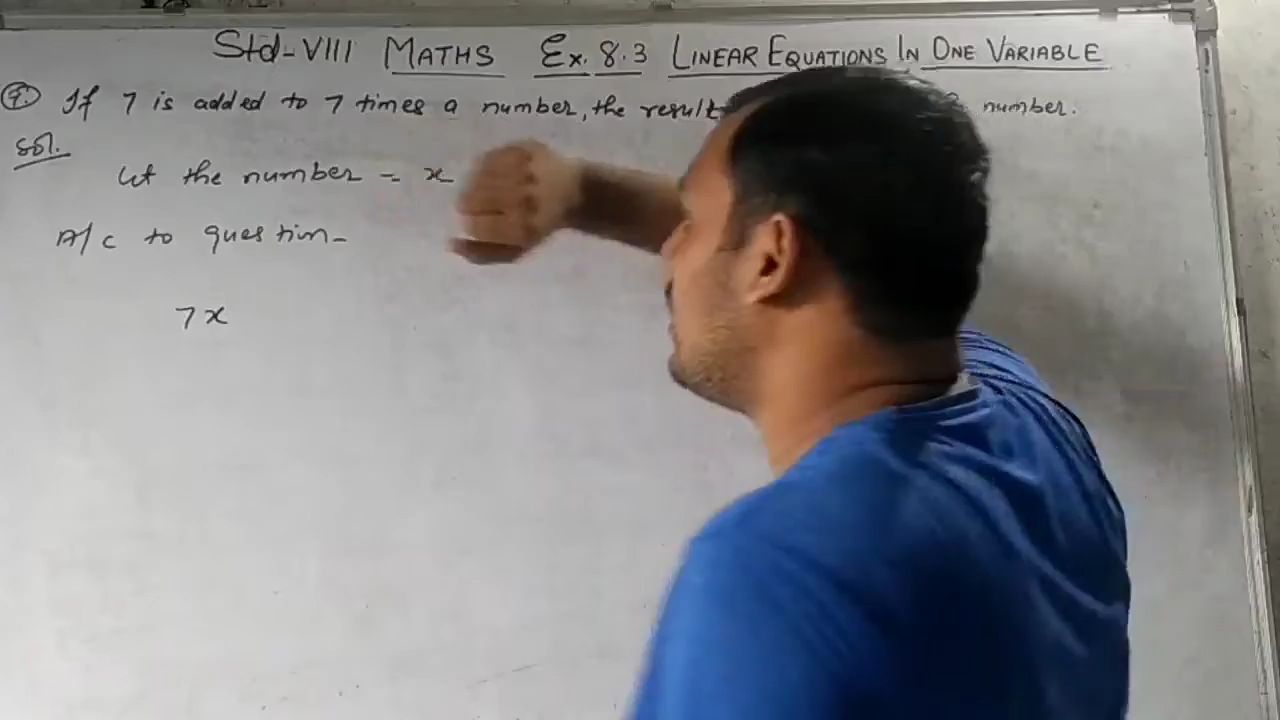 Std-VIII MATHS Ex. 8.3 LINEAR EQUATIONS IN ONE VARIABLE
If 7 is added to 7 times a number, the result number.
Sol.
Let the number = x
A/c to question-
7x